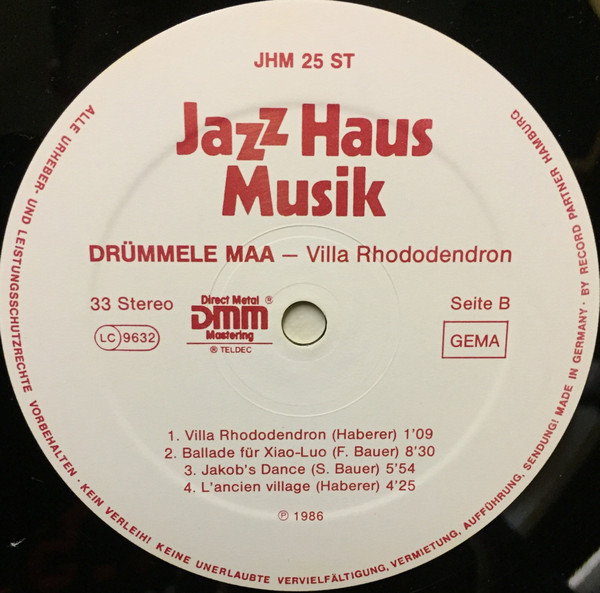 JHM 25 ST
Jazz Haus
Musik
DRÜMMELE MAA – Villa Rhododendron
33 Stereo
LC 9632
Direct Metal ®
DMM
Mastering
® TELDEC
Seite B
GEMA
1. Villa Rhododendron (Haberer) 1'09
2. Ballade für Xiao-Luo (F. Bauer) 8'30
3. Jakob's Dance (S. Bauer) 5'54
4. L'ancien village (Haberer) 4'25
℗ 1986
ALLE URHEBER- UND LEISTUNGSSCHUTZRECHTE VORBEHALTEN · KEIN VERLEIH! KEINE UNERLAUBTE VERVIELFÄLTIGUNG, VERMIETUNG, AUFFÜHRUNG, SENDUNG! MADE IN GERMANY · BY RECORD PARTNER HAMBURG